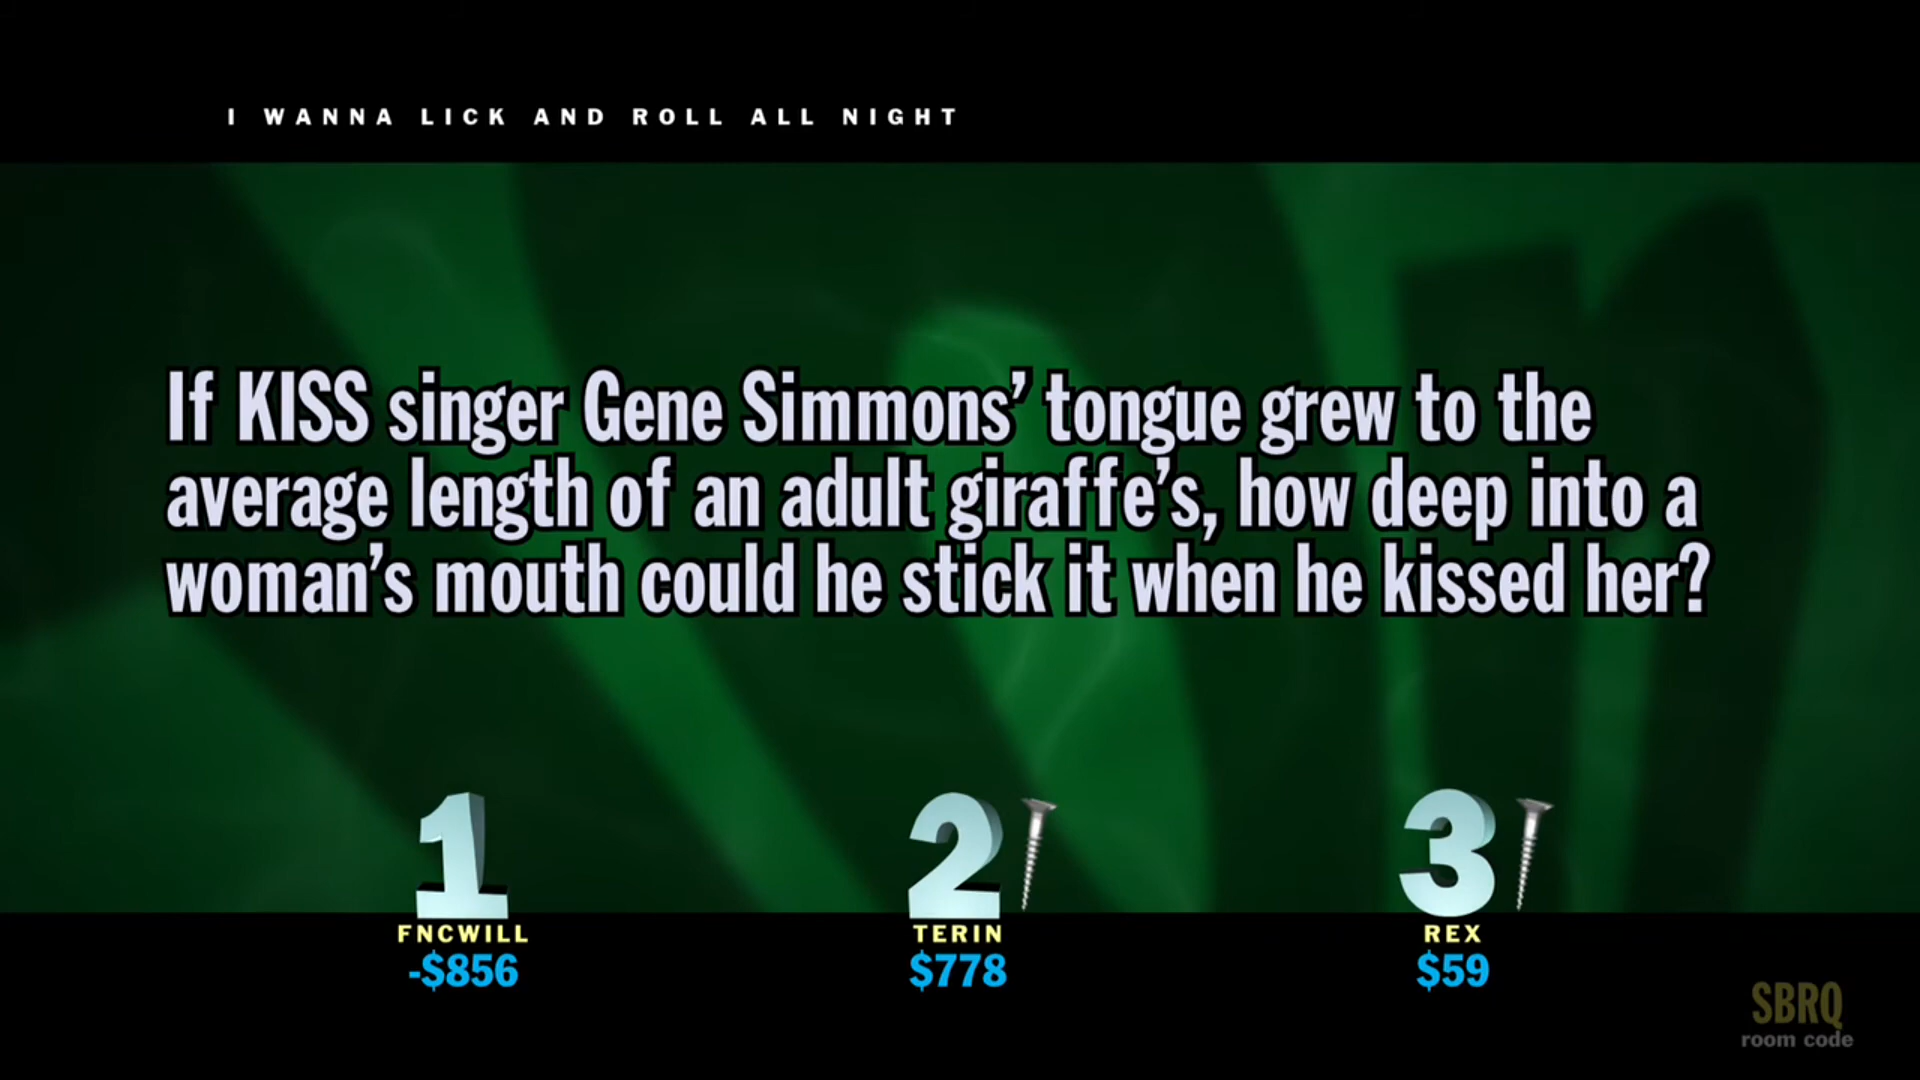 I WANNA LICK AND ROLL ALL NIGHT
If KISS singer Gene Simmons’ tongue grew to the
average length of an adult giraffe’s, how deep into a
woman’s mouth could he stick it when he kissed her?
1
2
3
FNCWILL
TERIN
REX
-$856
$778
$59
SBRQ
room code